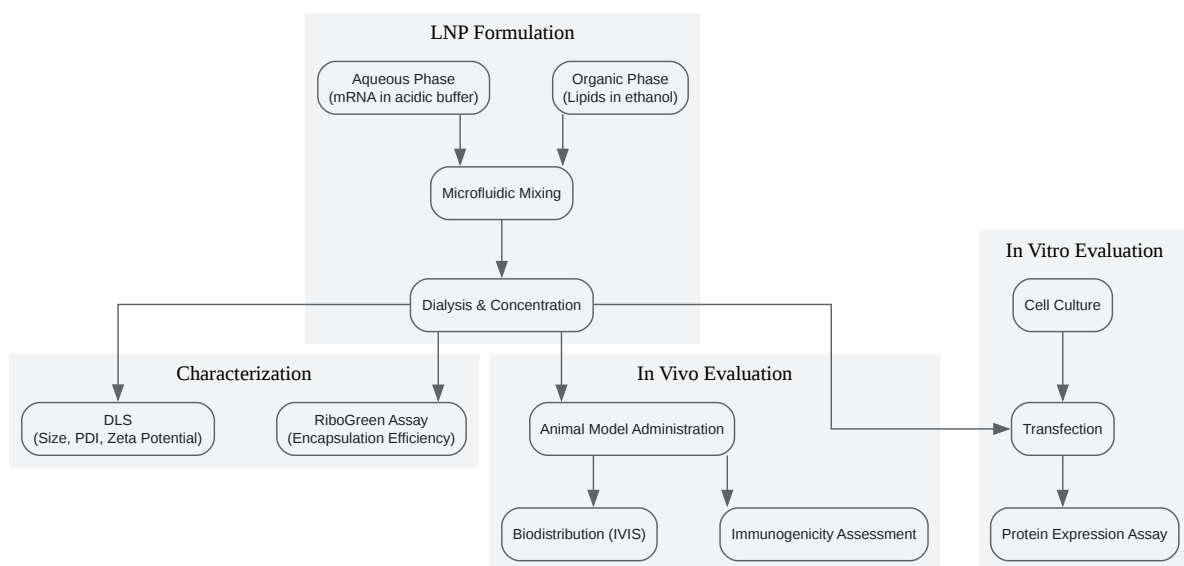 LNP Formulation
Aqueous Phase
(mRNA in acidic buffer)
Organic Phase
(Lipids in ethanol)
Microfluidic Mixing
Dialysis & Concentration
Characterization
DLS
(Size, PDI, Zeta Potential)
RiboGreen Assay
(Encapsulation Efficiency)
In Vivo Evaluation
Animal Model Administration
Biodistribution (IVIS)
Immunogenicity Assessment
In Vitro Evaluation
Cell Culture
Transfection
Protein Expression Assay